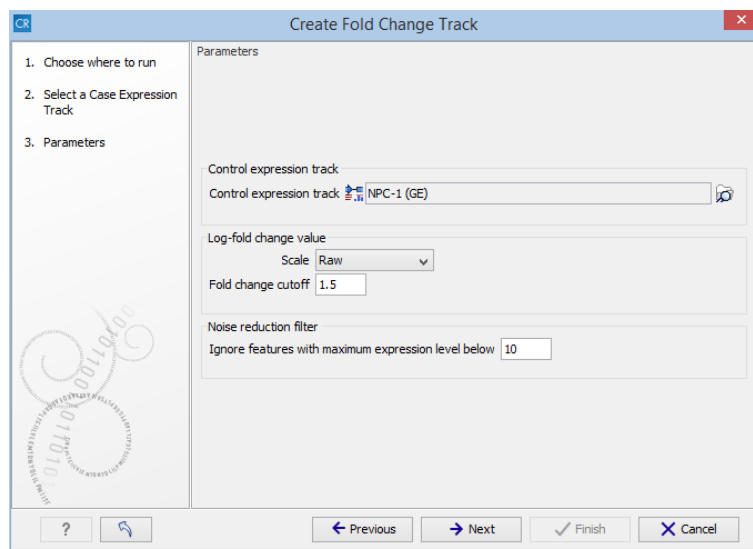 CR
Create Fold Change Track
1. Choose where to run
2. Select a Case Expression
Track
3. Parameters
Parameters
Control expression track
Control expression track NPC-1 (GE)
Log-fold change value
Scale Raw
Fold change cutoff 1.5
Noise reduction filter
Ignore features with maximum expression level below 10
? Previous Next Finish Cancel